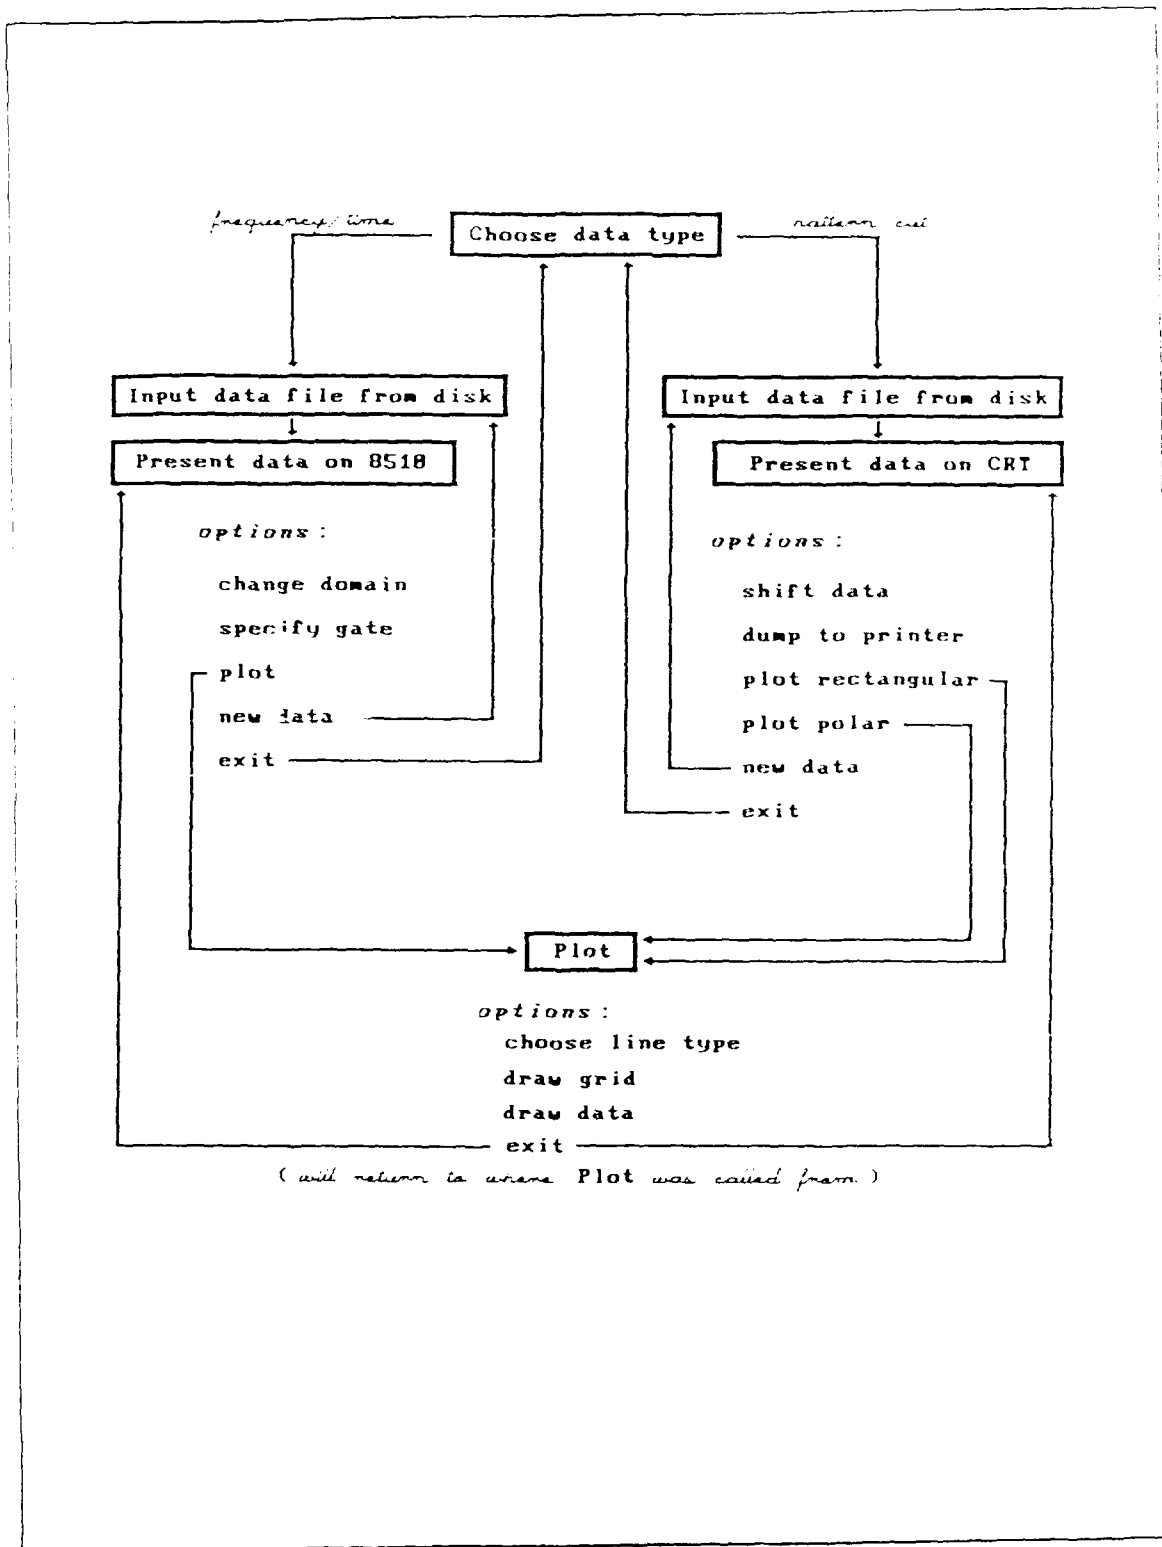 frequency/time
Choose data type
pattern cut
Input data file from disk
Present data on 8510
options:
change domain
specify gate
plot
new data
exit
Input data file from disk
Present data on CRT
options:
shift data
dump to printer
plot rectangular
plot polar
new data
exit
Plot
options:
choose line type
draw grid
draw data
exit
(will return to where Plot was called from.)